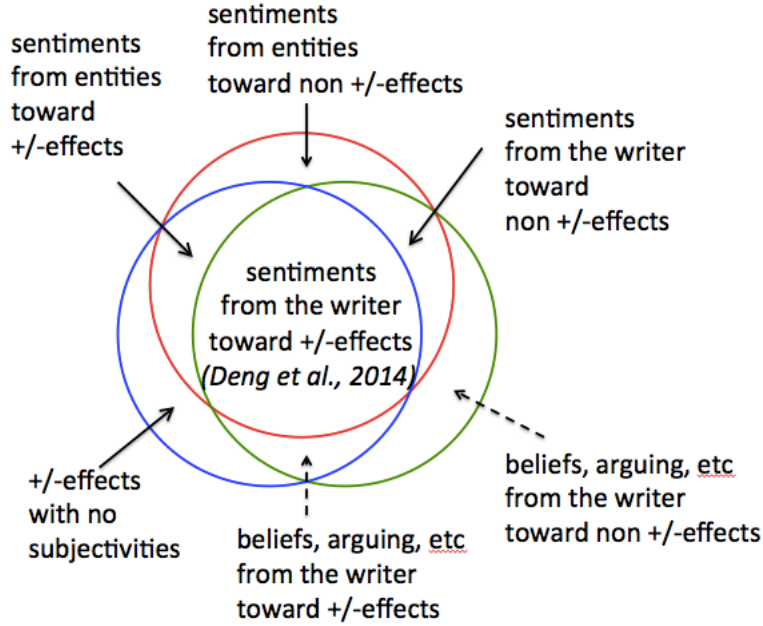 sentiments
from entities
toward
+/-effects
sentiments
from entities
toward non +/-effects
sentiments
from the writer
toward
non +/-effects
sentiments
from the writer
toward +/-effects
(Deng et al., 2014)
+/-effects
with no
subjectivities
beliefs, arguing, etc
from the writer
toward +/-effects
beliefs, arguing, etc
from the writer
toward non +/-effects